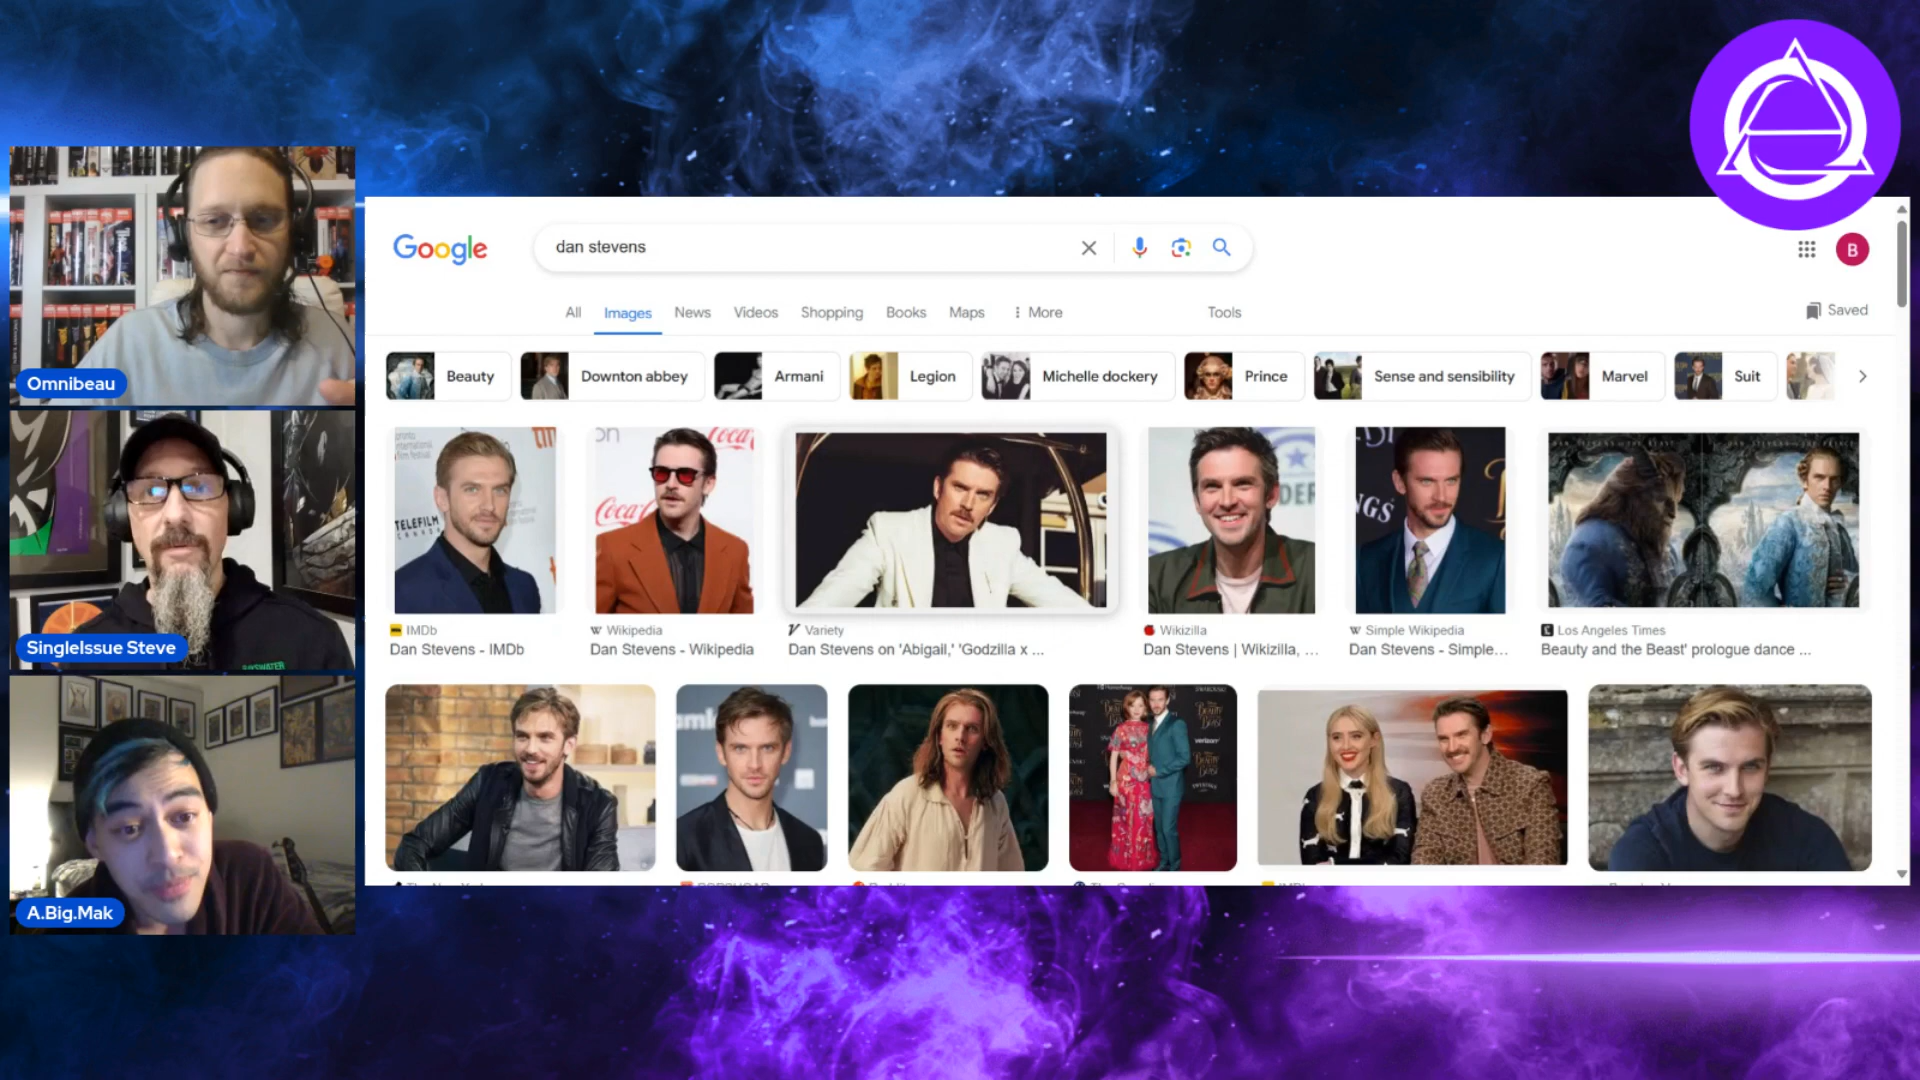 Google
dan stevens
B
All Images News Videos Shopping Books Maps More Tools
Saved
Beauty
Downton abbey
Armani
Legion
Michelle dockery
Prince
Sense and sensibility
Marvel
Suit
IMDb
Dan Stevens - IMDb
Wikipedia
Dan Stevens - Wikipedia
Variety
Dan Stevens on 'Abigail,' 'Godzilla x ...
Wikizilla
Dan Stevens | Wikizilla, ...
Simple Wikipedia
Dan Stevens - Simple...
Los Angeles Times
Beauty and the Beast' prologue dance ...
TELEFILM
CANADA
Coca
Omnibeau
SingleIssue Steve
A.Big.Mak